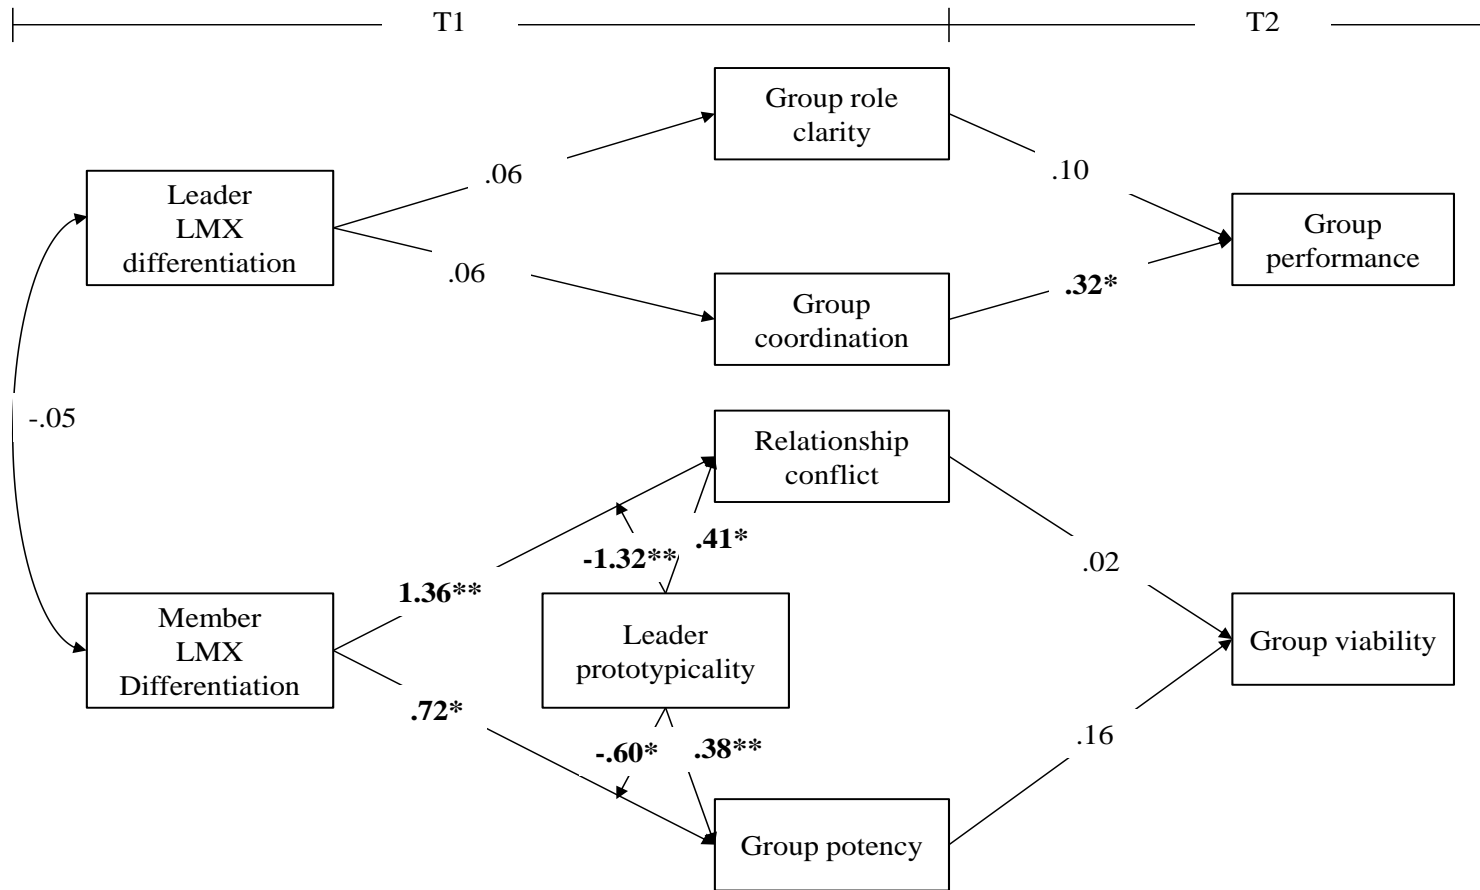 T1
T2
Group role
clarity
.06
.10
Leader
LMX
differentiation
Group
performance
.06
Group
coordination
.32*
-.05
Relationship
conflict
-1.32**
.41*
.02
1.36**
Member
LMX
Differentiation
Leader
prototypicality
Group viability
.72*
-.60*
.38**
.16
Group potency